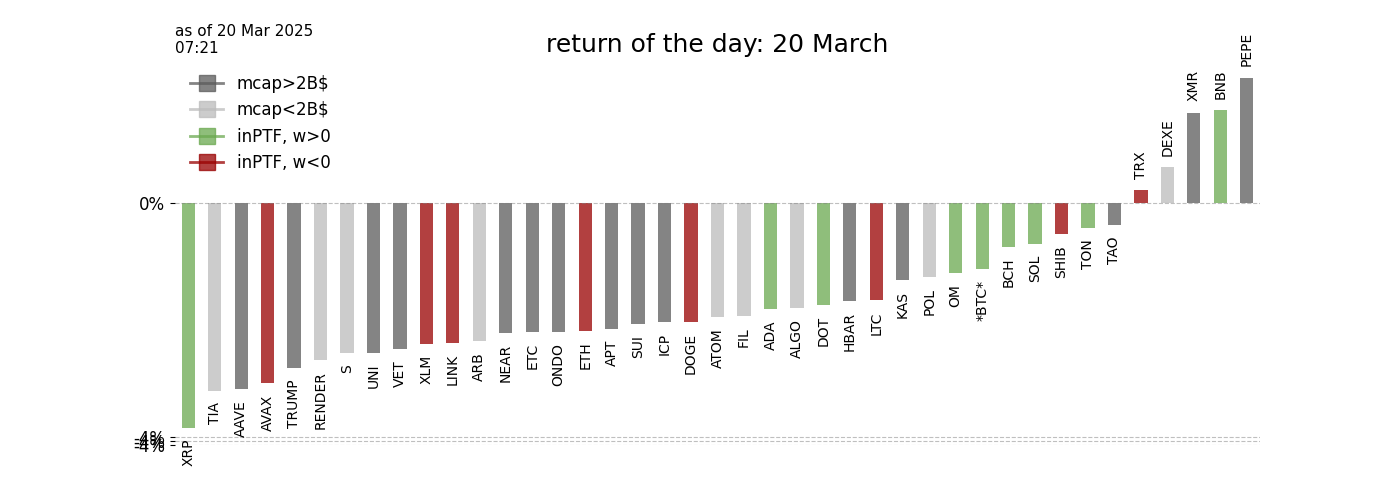 as of 20 Mar 2025
07:21
return of the day: 20 March
mcap>2B$
mcap<2B$
inPTF, w>0
inPTF, w<0
0%
-4%
XRP
TIA
AAVE
AVAX
TRUMP
RENDER
S
UNI
VET
XLM
LINK
ARB
NEAR
ETC
ONDO
ETH
APT
SUI
ICP
DOGE
ATOM
FIL
ADA
ALGO
DOT
HBAR
LTC
KAS
POL
OM
*BTC*
BCH
SOL
SHIB
TON
TAO
TRX
DEXE
XMR
BNB
PEPE